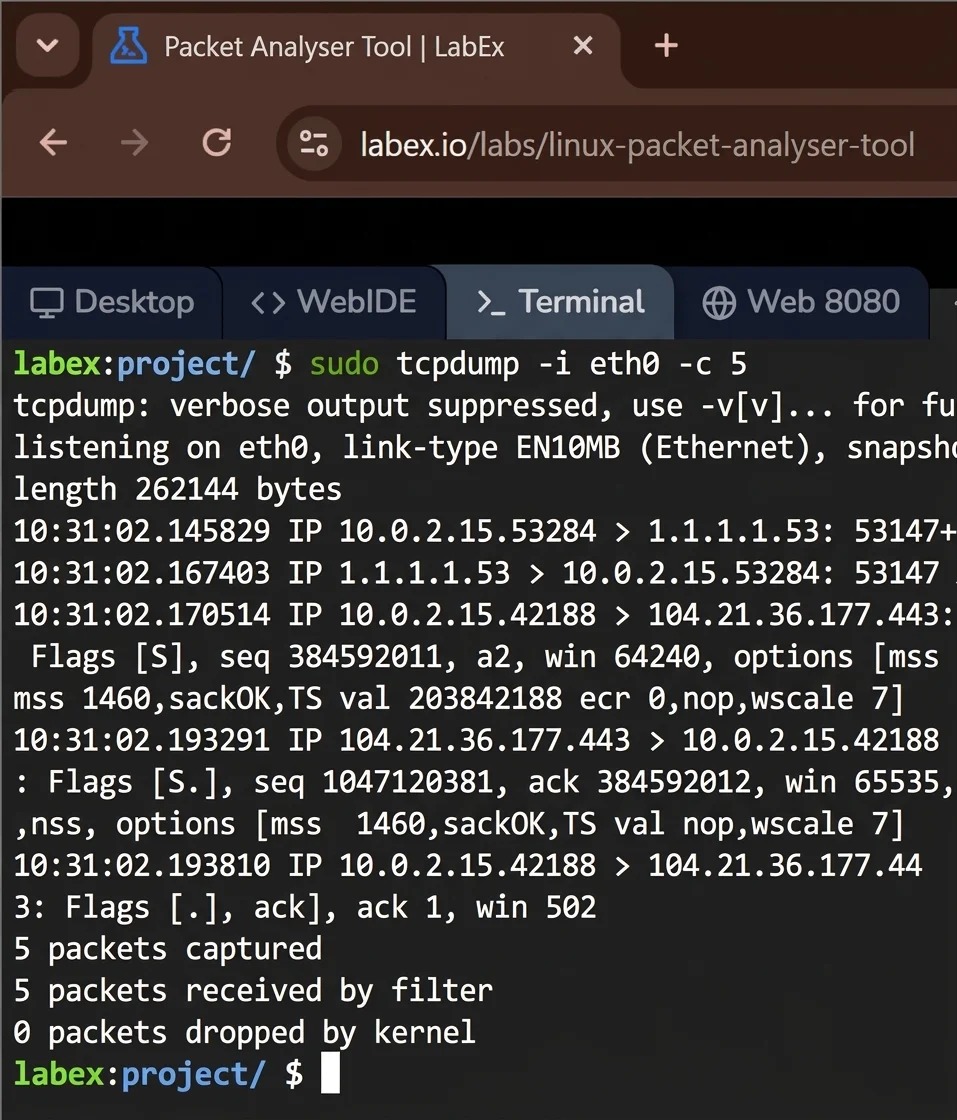 Packet Analyser Tool | LabEx
labex.io/labs/linux-packet-analyser-tool
Desktop
WebIDE
Terminal
Web 8080
labex:project/ $ sudo tcpdump -i eth0 -c 5
tcpdump: verbose output suppressed, use -v[v]... for fu
listening on eth0, link-type EN10MB (Ethernet), snapsho
length 262144 bytes
10:31:02.145829 IP 10.0.2.15.53284 > 1.1.1.1.53: 53147+
10:31:02.167403 IP 1.1.1.1.53 > 10.0.2.15.53284: 53147
10:31:02.170514 IP 10.0.2.15.42188 > 104.21.36.177.443:
Flags [S], seq 384592011, a2, win 64240, options [mss
mss 1460,sackOK,TS val 203842188 ecr 0,nop,wscale 7]
10:31:02.193291 IP 104.21.36.177.443 > 10.0.2.15.42188
: Flags [S.], seq 1047120381, ack 384592012, win 65535,
,nss, options [mss  1460,sackOK,TS val nop,wscale 7]
10:31:02.193810 IP 10.0.2.15.42188 > 104.21.36.177.44
3: Flags [.], ack], ack 1, win 502
5 packets captured
5 packets received by filter
0 packets dropped by kernel
labex:project/ $